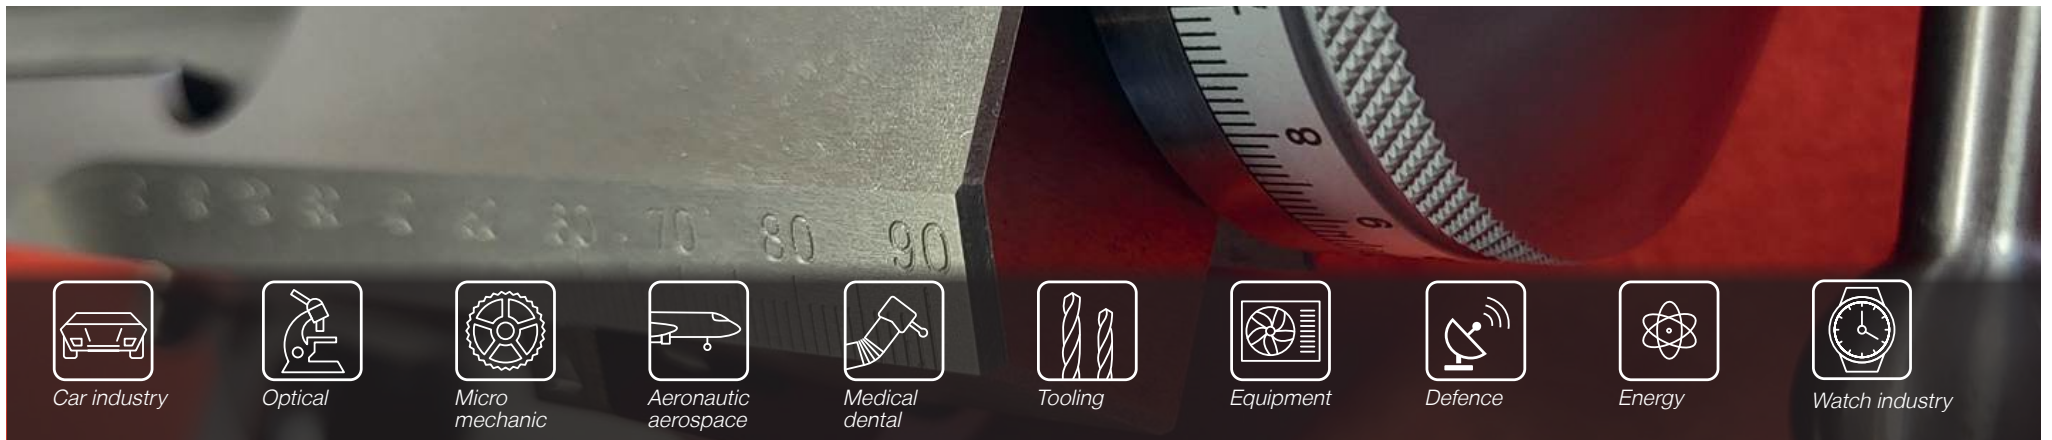 70
80
90
8
9
Car industry
Optical
Micro
mechanic
Aeronautic
aerospace
Medical
dental
Tooling
Equipment
Defence
Energy
Watch industry